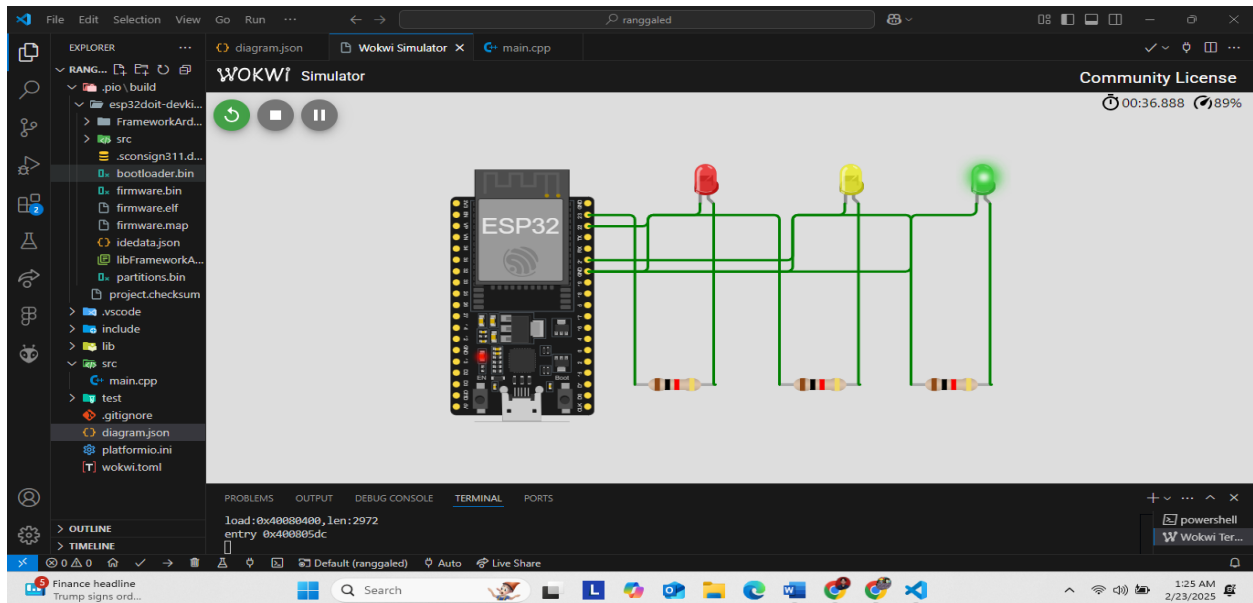 File Edit Selection View Go Run ··· ranggaled
EXPLORER ···
RANG...
.pio\build
esp32doit-devki...
FrameworkArd...
src
.sconsign311.d...
bootloader.bin
firmware.bin
firmware.elf
firmware.map
idedata.json
libFrameworkA...
partitions.bin
project.checksum
.vscode
include
lib
src
main.cpp
test
.gitignore
diagram.json
platformio.ini
wokwi.toml
OUTLINE
TIMELINE
diagram.json Wokwi Simulator main.cpp
WOKWI Simulator Community License
00:36.888 89%
ESP32
EN Boot
PROBLEMS OUTPUT DEBUG CONSOLE TERMINAL PORTS
load:0x40080400,len:2972
entry 0x400805dc
powershell
Wokwi Ter...
0 0 Default (ranggaled) Auto Live Share
5 Finance headline
Trump signs ord...
Search
L
1:25 AM
2/23/2025